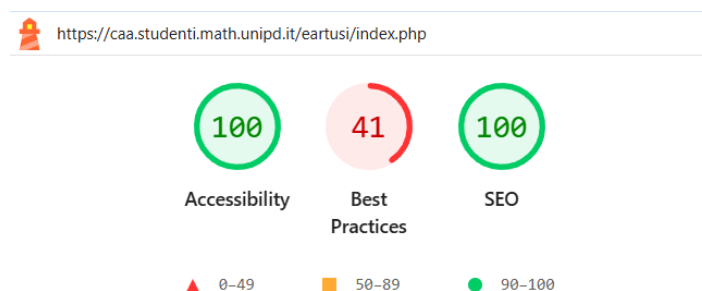 https://caa.studenti.math.unipd.it/eartusi/index.php
100 41 100
Accessibility Best Practices SEO
0–49 50–89 90–100